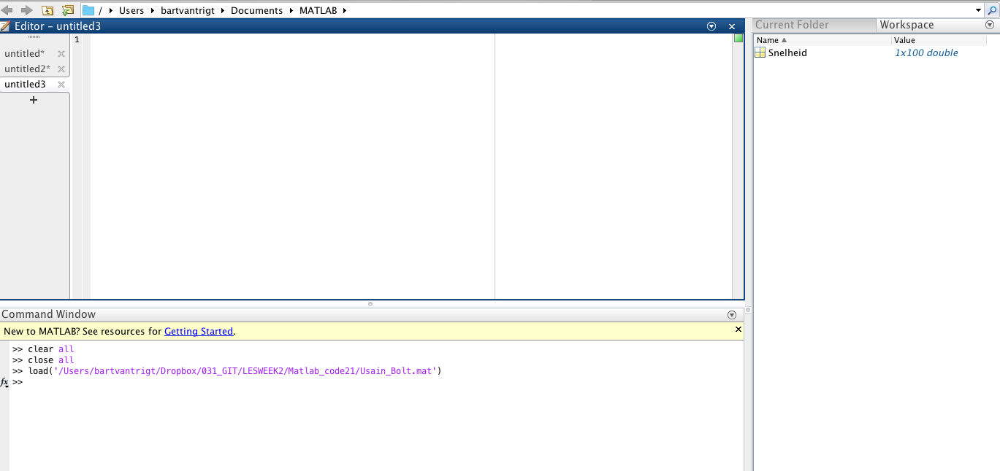 / Users bartvantrigt Documents MATLAB
Editor – untitled3
Current Folder Workspace
untitled*
untitled2*
untitled3
+
1
Name Value
Snelheid 1x100 double
Command Window
New to MATLAB? See resources for Getting Started.
>> clear all
>> close all
>> load('/Users/bartvantrigt/Dropbox/031_GIT/LESWEEK2/Matlab_code21/Usain_Bolt.mat')
fx >>